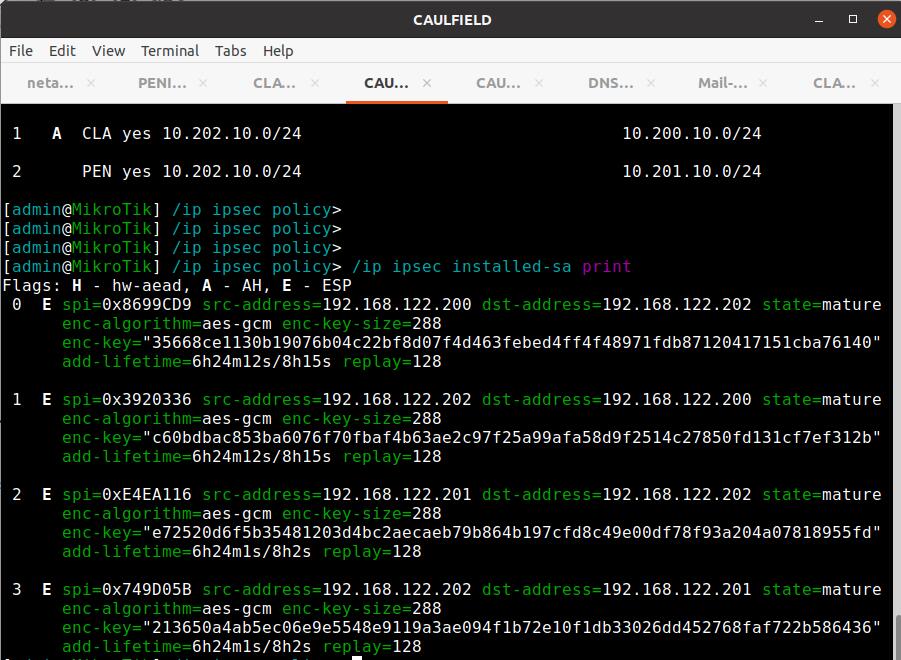 CAULFIELD
File Edit View Terminal Tabs Help
neta... × PENI... × CLA... × CAU... × CAU... × DNS... × Mail-... × CLA... ×
1 A CLA yes 10.202.10.0/24 10.200.10.0/24
2 PEN yes 10.202.10.0/24 10.201.10.0/24
[admin@MikroTik] /ip ipsec policy>
[admin@MikroTik] /ip ipsec policy>
[admin@MikroTik] /ip ipsec policy>
[admin@MikroTik] /ip ipsec policy> /ip ipsec installed-sa print
Flags: H - hw-aead, A - AH, E - ESP
0 E spi=0x8699CD9 src-address=192.168.122.200 dst-address=192.168.122.202 state=mature
enc-algorithm=aes-gcm enc-key-size=288
enc-key="35668ce1130b19076b04c22bf8d07f4d463febed4ff4f48971fdb87120417151cba76140"
add-lifetime=6h24m12s/8h15s replay=128
1 E spi=0x3920336 src-address=192.168.122.202 dst-address=192.168.122.200 state=mature
enc-algorithm=aes-gcm enc-key-size=288
enc-key="c60bdbac853ba6076f70fbaf4b63ae2c97f25a99afa58d9f2514c27850fd131cf7ef312b"
add-lifetime=6h24m12s/8h15s replay=128
2 E spi=0xE4EA116 src-address=192.168.122.201 dst-address=192.168.122.202 state=mature
enc-algorithm=aes-gcm enc-key-size=288
enc-key="e72520d6f5b35481203d4bc2aecaeb79b864b197cfd8c49e00df78f93a204a07818955fd"
add-lifetime=6h24m1s/8h2s replay=128
3 E spi=0x749D05B src-address=192.168.122.202 dst-address=192.168.122.201 state=mature
enc-algorithm=aes-gcm enc-key-size=288
enc-key="213650a4ab5ec06e9e5548e9119a3ae094f1b72e10f1db33026dd452768faf722b586436"
add-lifetime=6h24m1s/8h2s replay=128